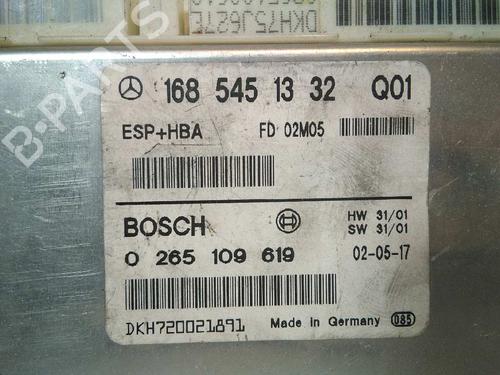 DKH75J627E
168 545 13 32 Q01
ESP+HBA FD 02M05
BOSCH HW 31/01
SW 31/01
0 265 109 619 02-05-17
DKH720021891 Made in Germany 085
B-PARTS